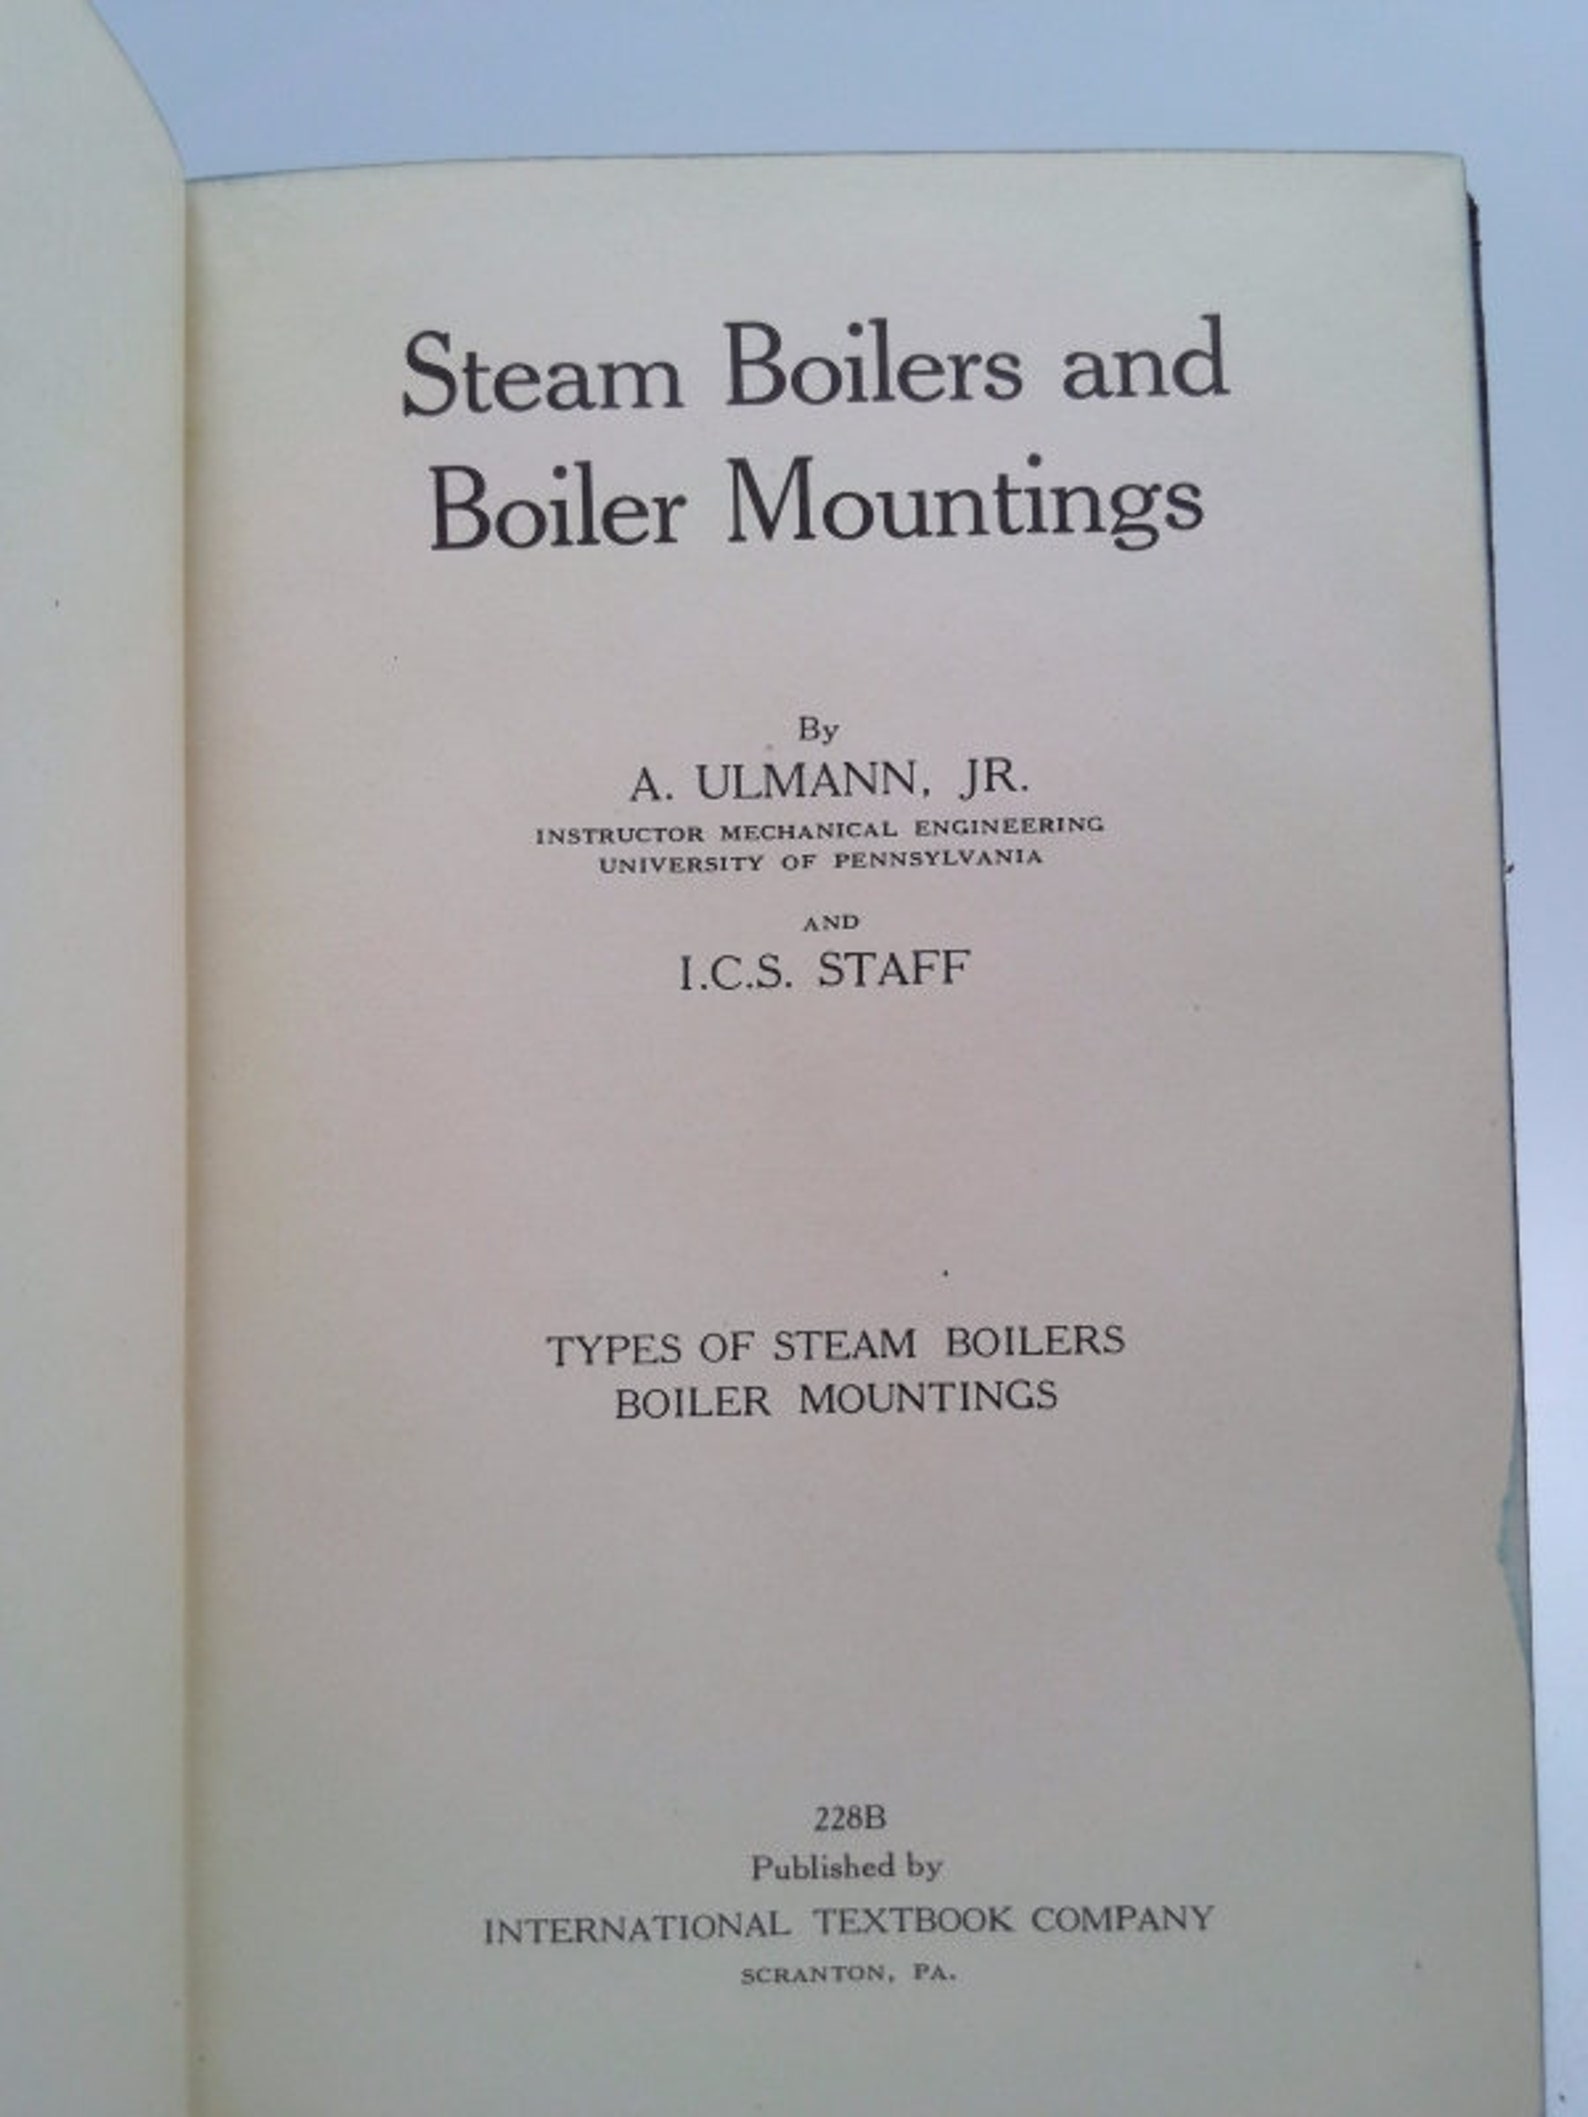 Steam Boilers and
Boiler Mountings
By
A. ULMANN, JR.
INSTRUCTOR MECHANICAL ENGINEERING
UNIVERSITY OF PENNSYLVANIA
AND
I.C.S. STAFF
TYPES OF STEAM BOILERS
BOILER MOUNTINGS
228B
Published by
INTERNATIONAL TEXTBOOK COMPANY
SCRANTON, PA.